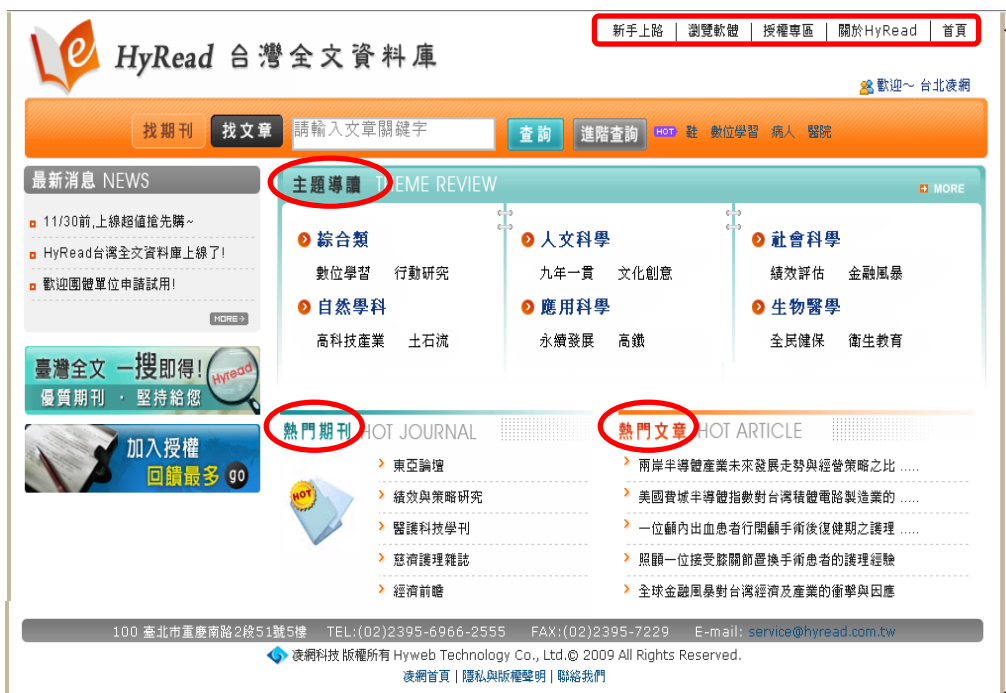 新手上路 | 瀏覽軟體 | 授權專區 | 關於HyRead | 首頁
HyRead 台灣全文資料庫
歡迎~ 台北凌網
找期刊 找文章 請輸入文章關鍵字 查詢 進階查詢 HOT 鞋 數位學習 病人 醫院
最新消息 NEWS
11/30前,上線超值搶先購~
HyRead台灣全文資料庫上線了!
歡迎團體單位申請試用!
MORE
臺灣全文 一搜即得!
Hyread
優質期刊 · 堅持給您
加入授權
回饋最多 go
主題導讀 THEME REVIEW
MORE
綜合類 人文科學 社會科學
數位學習 行動研究 九年一貫 文化創意 績效評估 金融風暴
自然學科 應用科學 生物醫學
高科技產業 土石流 永續發展 高鐵 全民健保 衛生教育
熱門期刊 HOT JOURNAL
HOT
東亞論壇
績效與策略研究
醫護科技學刊
慈濟護理雜誌
經濟前瞻
熱門文章 HOT ARTICLE
兩岸半導體產業未來發展走勢與經營策略之比 .....
美國費城半導體指數對台灣積體電路製造業的 .....
一位顱內出血患者行開顱手術後復健期之護理 .....
照顧一位接受膝關節置換手術患者的護理經驗
全球金融風暴對台灣經濟及產業的衝擊與因應
100 臺北市重慶南路2段51號5樓 TEL:(02)2395-6966-2555 FAX:(02)2395-7229 E-mail: service@hyread.com.tw
凌網科技 版權所有 Hyweb Technology Co., Ltd.© 2009 All Rights Reserved.
凌網首頁 | 隱私與版權聲明 | 聯絡我們